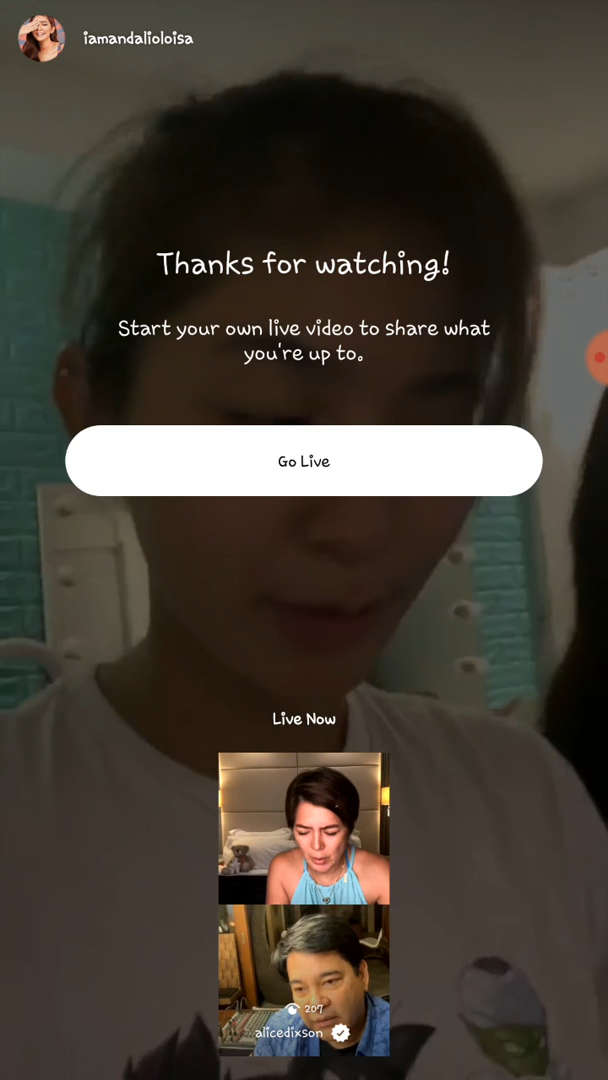 iamandalioloisa
Thanks for watching!
Start your own live video to share what
you're up to.
Go Live
Live Now
207
alicedixson